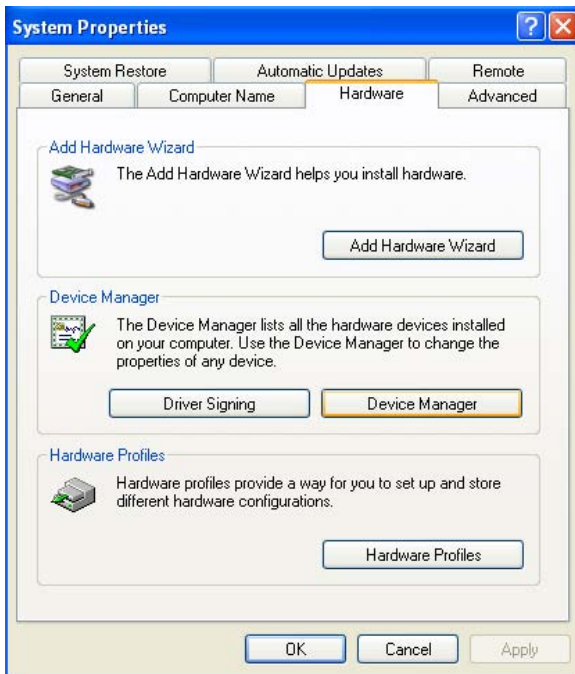 System Properties
?
System Restore Automatic Updates Remote
General Computer Name Hardware Advanced
Add Hardware Wizard
The Add Hardware Wizard helps you install hardware.
Add Hardware Wizard
Device Manager
The Device Manager lists all the hardware devices installed
on your computer. Use the Device Manager to change the
properties of any device.
Driver Signing Device Manager
Hardware Profiles
Hardware profiles provide a way for you to set up and store
different hardware configurations.
Hardware Profiles
OK Cancel Apply